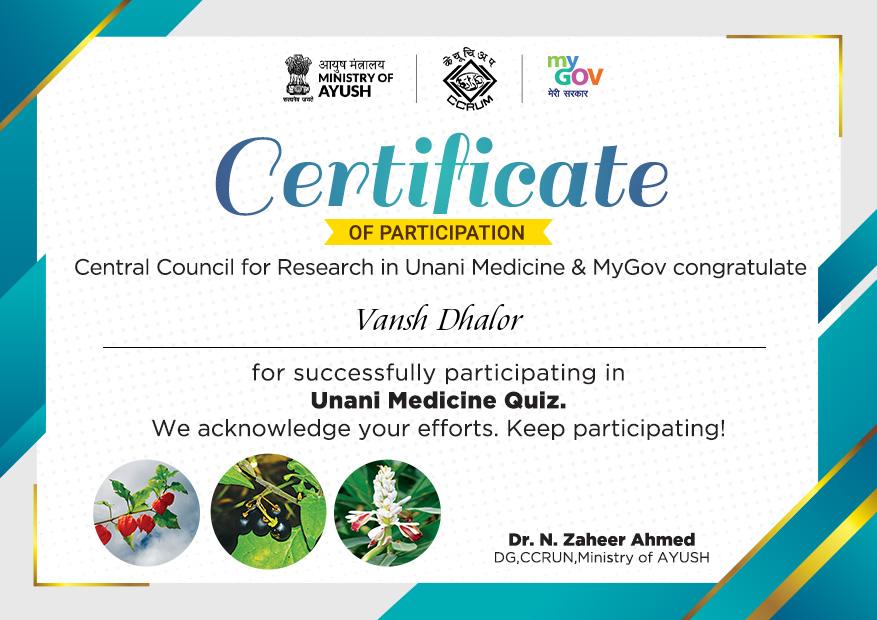 आयुष मंत्रालय
MINISTRY OF
AYUSH
सत्यमेव जयते
के यू चि अ प
CCRUM
my
GOV
मेरी सरकार
Certificate
OF PARTICIPATION
Central Council for Research in Unani Medicine & MyGov congratulate
Vansh Dhalor
for successfully participating in
Unani Medicine Quiz.
We acknowledge your efforts. Keep participating!
Dr. N. Zaheer Ahmed
DG,CCRUN,Ministry of AYUSH